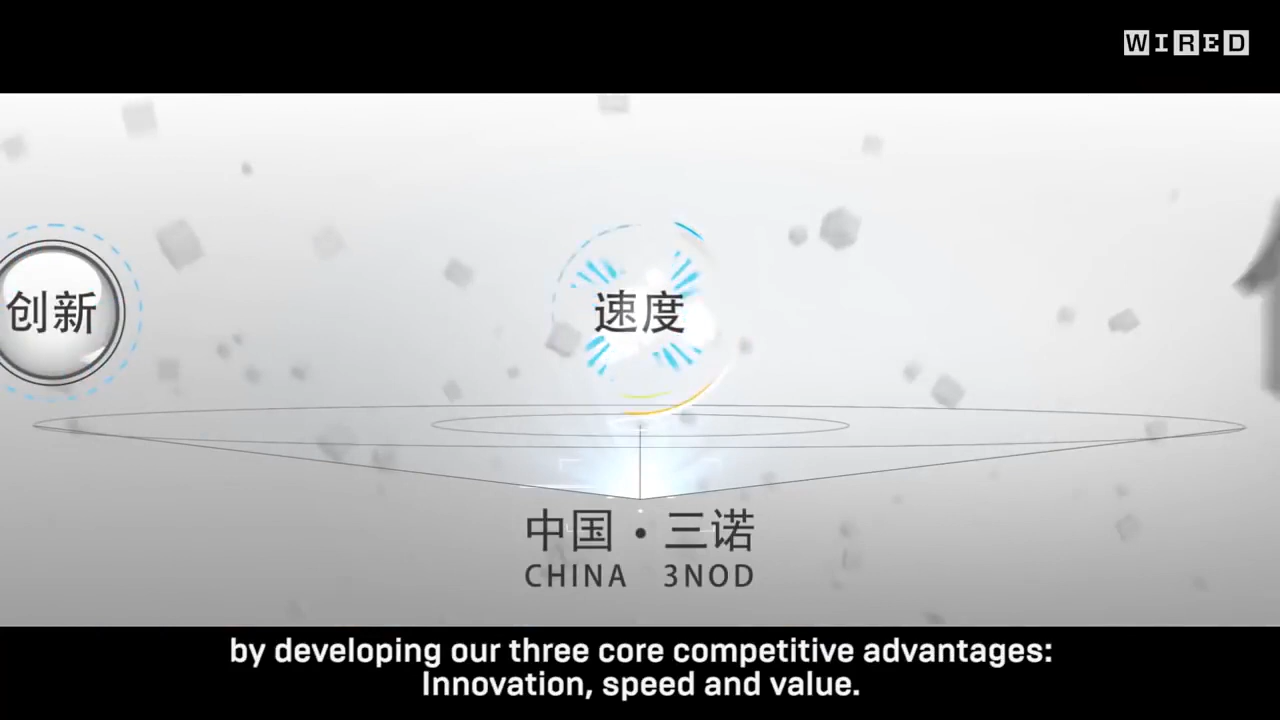 WIRED
创新
速度
中国·三诺
CHINA 3NOD
by developing our three core competitive advantages:
Innovation, speed and value.